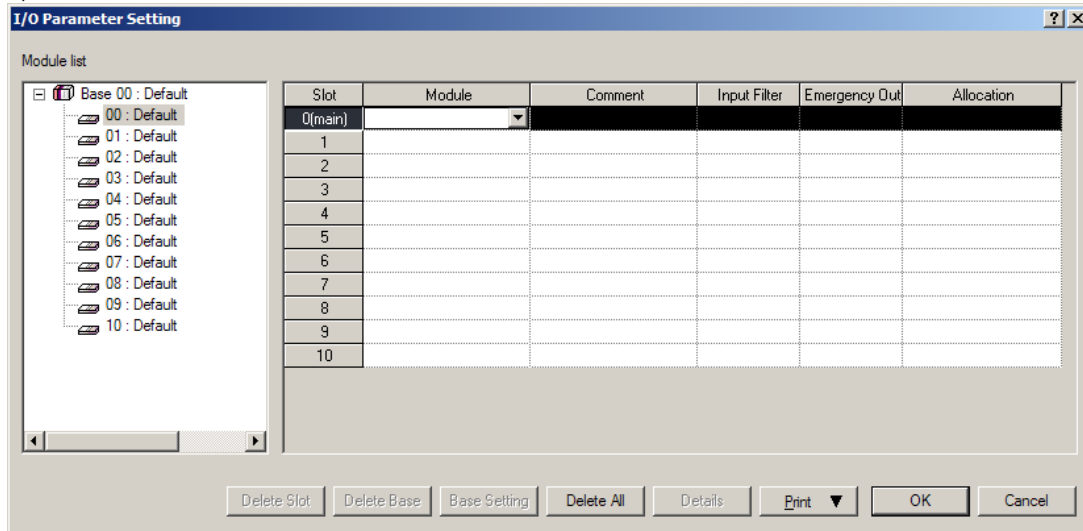 I/O Parameter Setting
Module list
Base 00 : Default
00 : Default
01 : Default
02 : Default
03 : Default
04 : Default
05 : Default
06 : Default
07 : Default
08 : Default
09 : Default
10 : Default
Slot Module Comment Input Filter Emergency Out Allocation
0(main)
1
2
3
4
5
6
7
8
9
10
Delete Slot Delete Base Base Setting Delete All Details Print ▼ OK Cancel